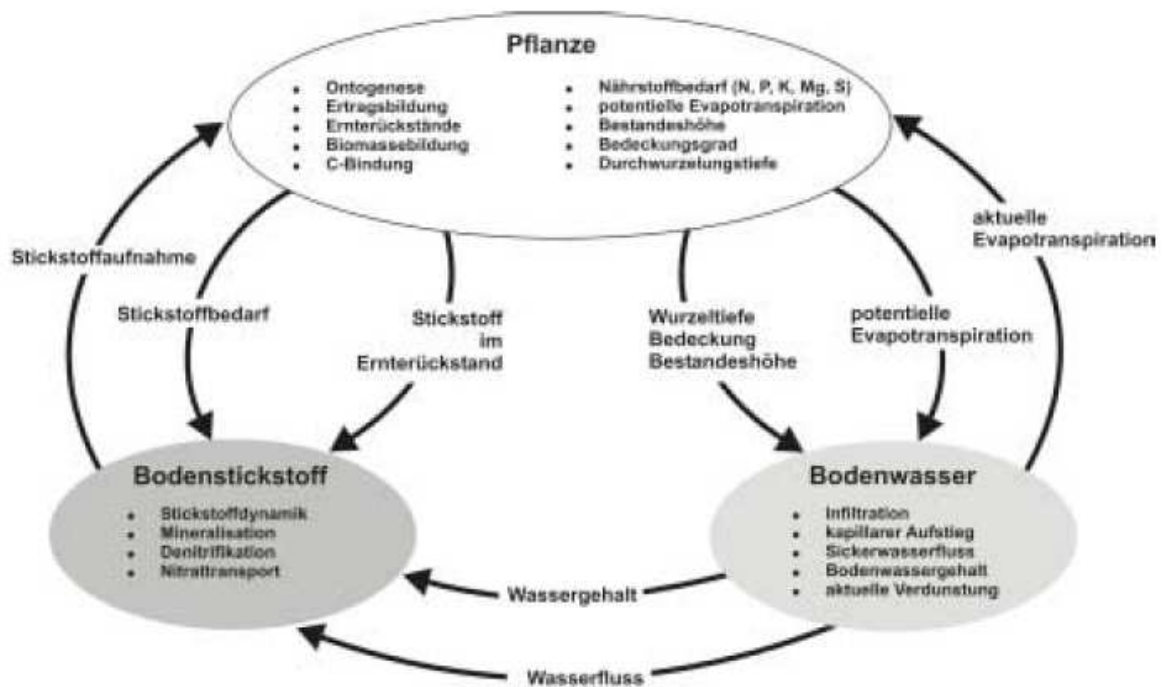 Pflanze
• Ontogenese
• Ertragsbildung
• Ernterückstände
• Biomassebildung
• C-Bindung
• Nährstoffbedarf (N, P, K, Mg, S)
• potentielle Evapotranspiration
• Bestandeshöhe
• Bedeckungsgrad
• Durchwurzelungstiefe
Stickstoffaufnahme
Stickstoffbedarf
Stickstoff
im
Ernterückstand
Wurzeltiefe
Bedeckung
Bestandeshöhe
potentielle
Evapotranspiration
aktuelle
Evapotranspiration
Bodenstickstoff
• Stickstoffdynamik
• Mineralisation
• Denitrifikation
• Nitrattransport
Bodenwasser
• Infiltration
• kapillarer Aufstieg
• Sickerwasserfluss
• Bodenwassergehalt
• aktuelle Verdunstung
Wassergehalt
Wasserfluss